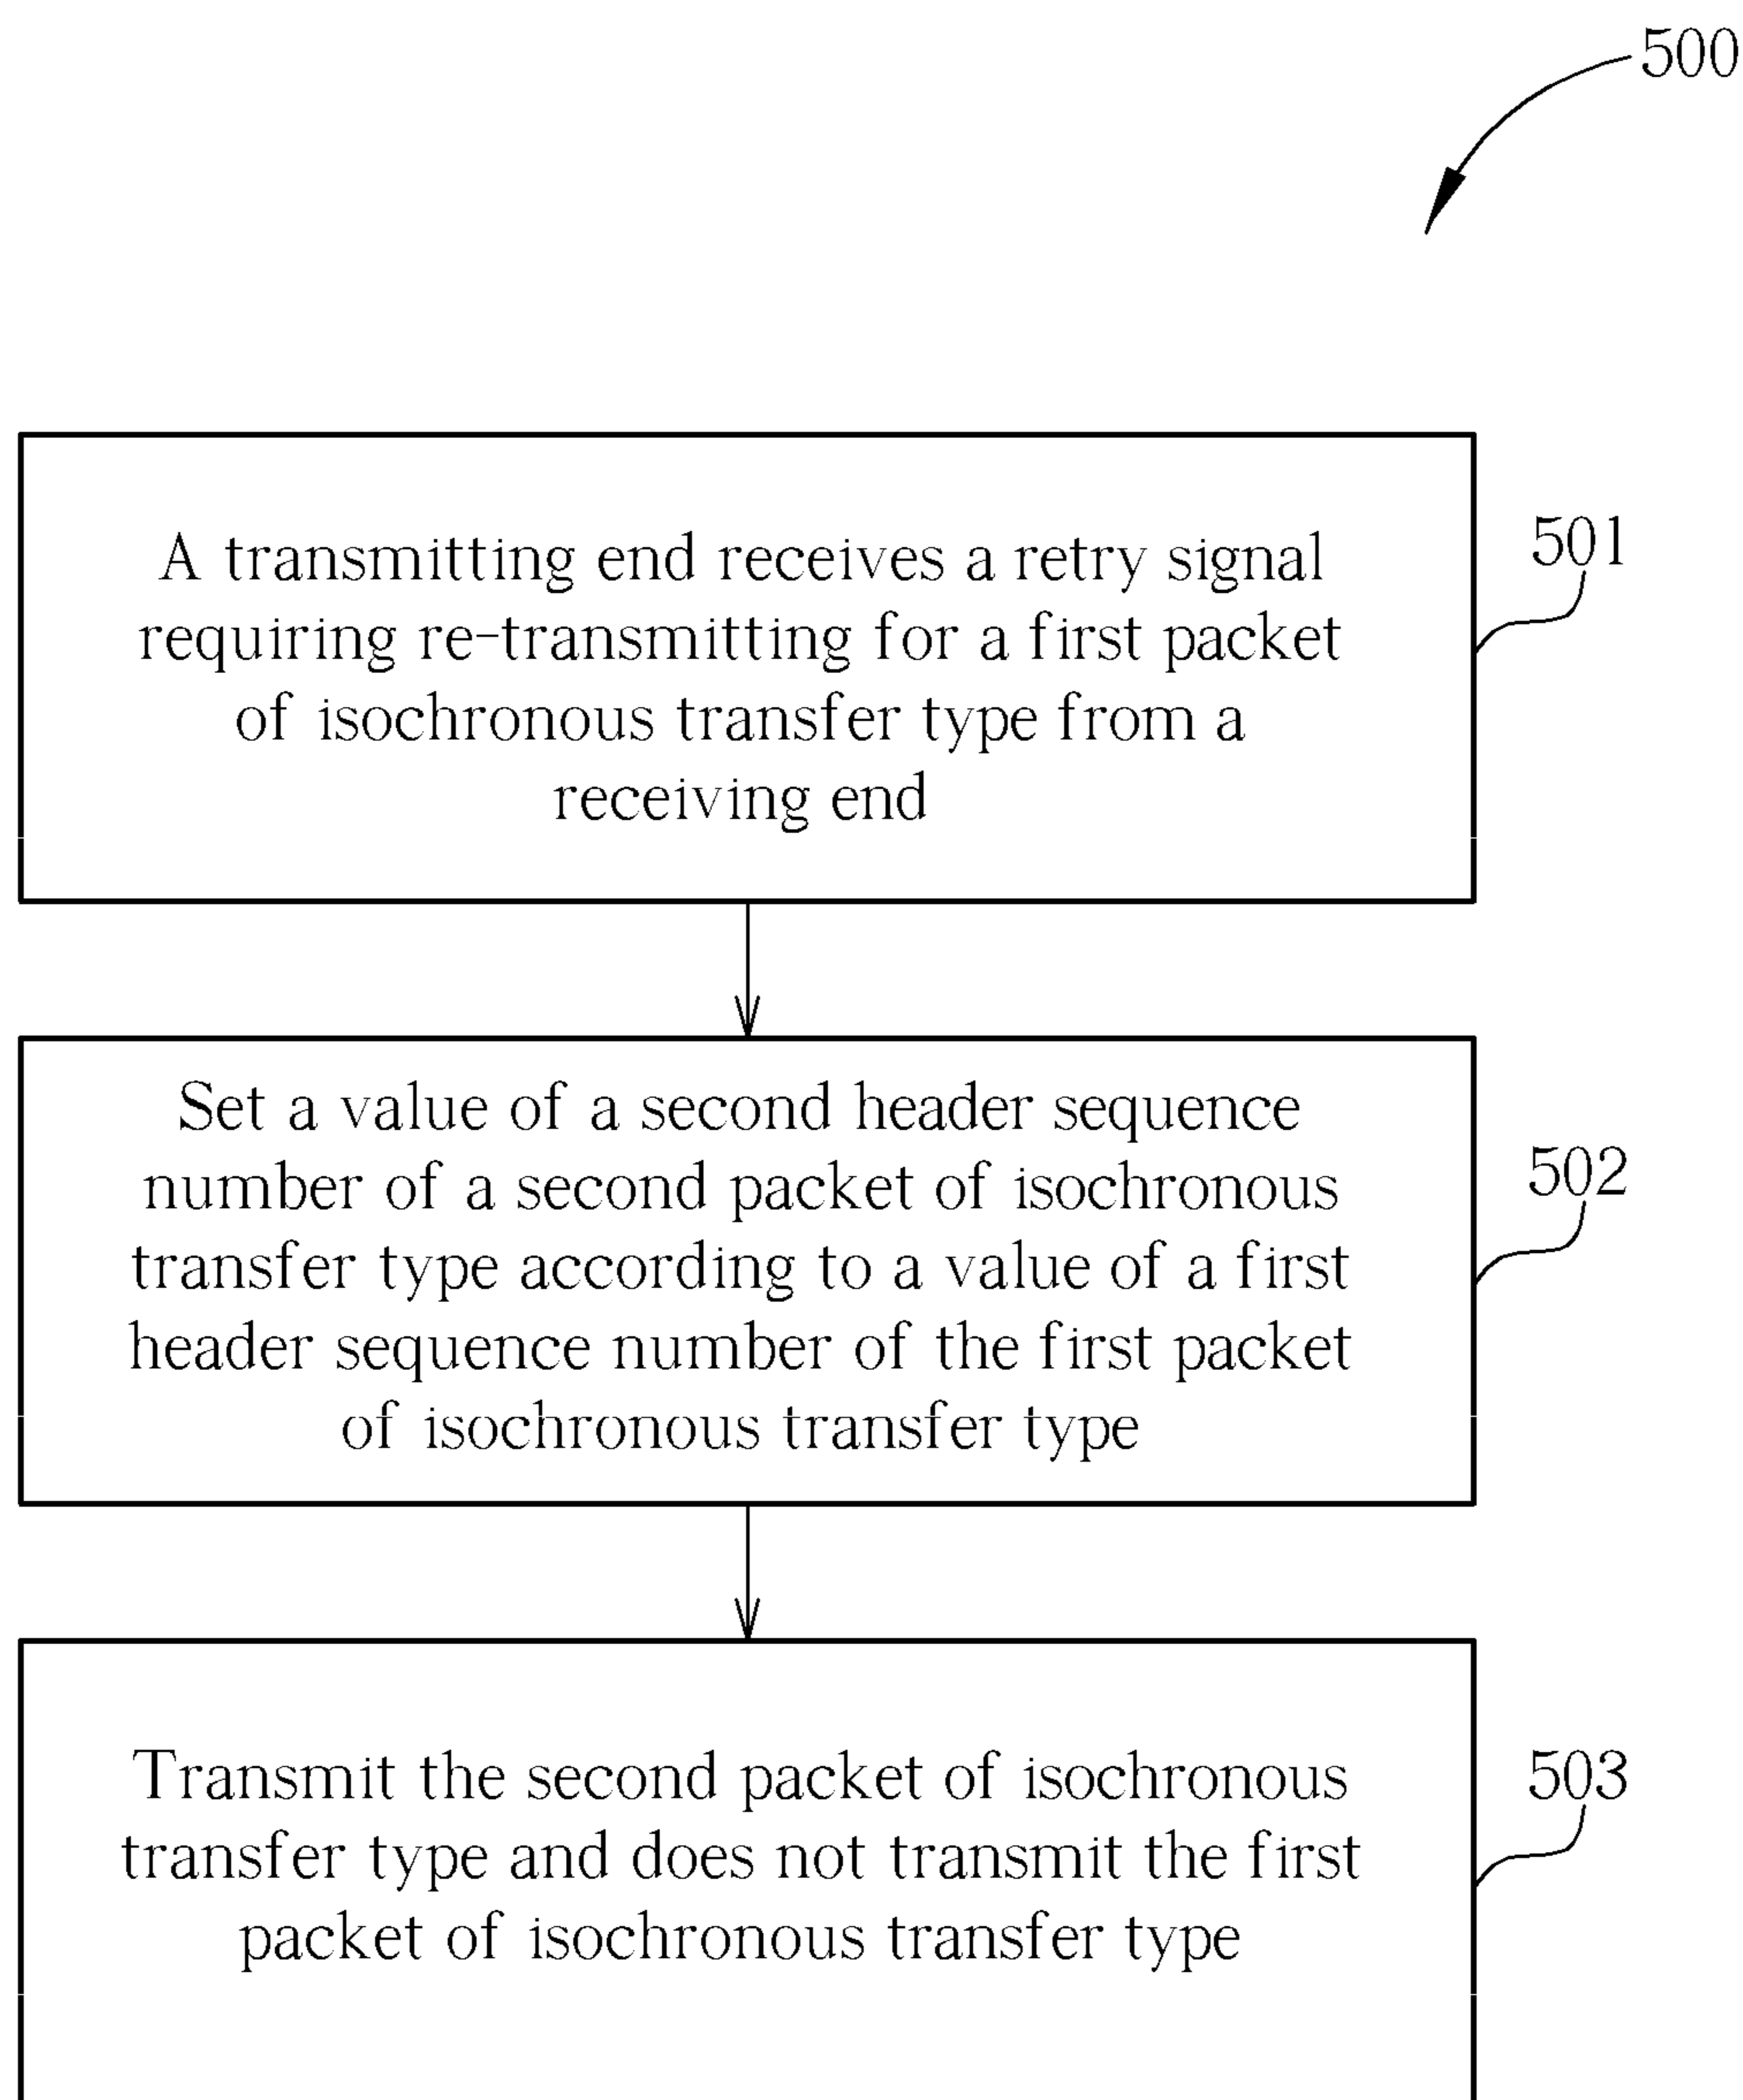 500
A transmitting end receives a retry signal
requiring re-transmitting for a first packet
of isochronous transfer type from a
receiving end
501
Set a value of a second header sequence
number of a second packet of isochronous
transfer type according to a value of a first
header sequence number of the first packet
of isochronous transfer type
502
Transmit the second packet of isochronous
transfer type and does not transmit the first
packet of isochronous transfer type
503